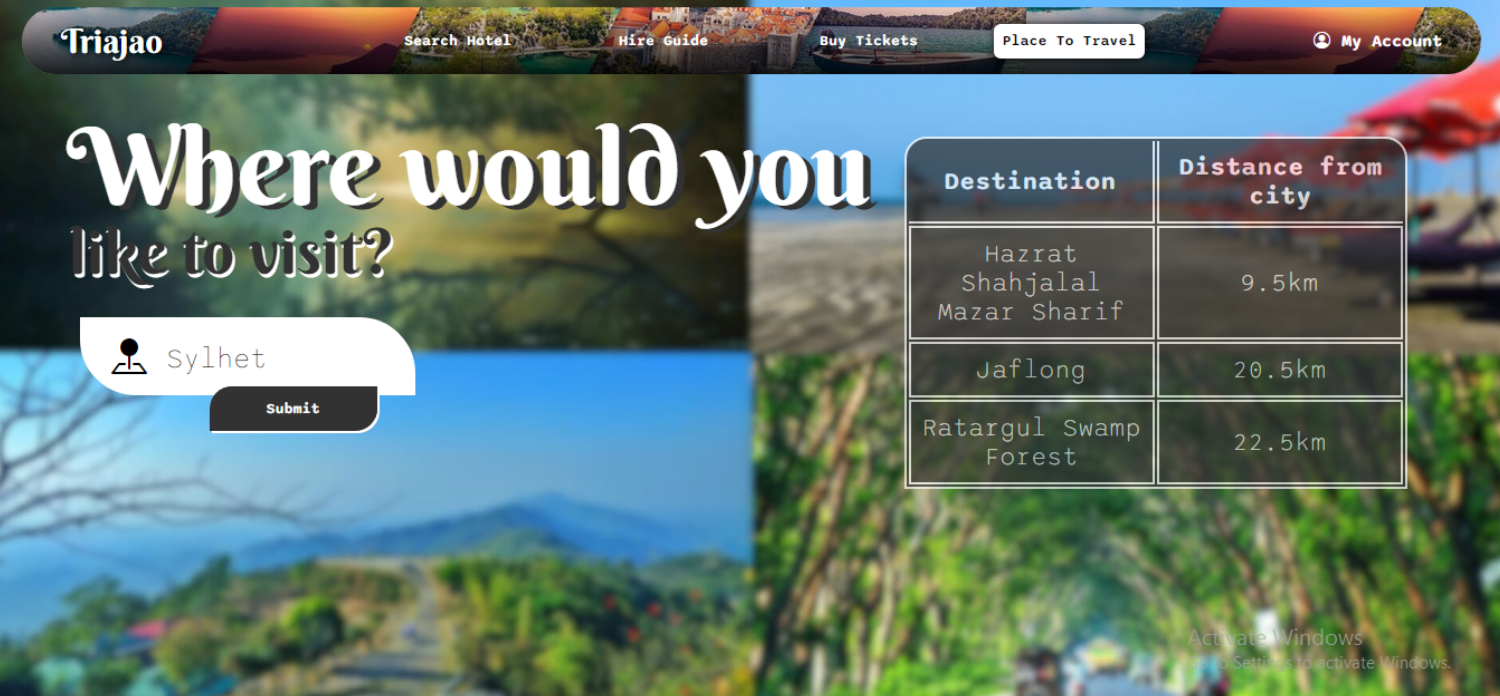 Triajao
Search Hotel
Hire Guide
Buy Tickets
Place To Travel
My Account
Where would you
like to visit?
Sylhet
Submit
Destination
Distance from
city
Hazrat
Shahjalal
Mazar Sharif
9.5km
Jaflong
20.5km
Ratargul Swamp
Forest
22.5km
Activate Windows
Go to Settings to activate Windows.